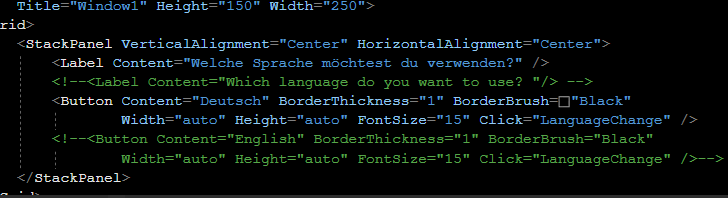 Title="Window1" Height="150" Width="250">
rid>
<StackPanel VerticalAlignment="Center" HorizontalAlignment="Center">
<Label Content="Welche Sprache möchtest du verwenden?" />
<!--<Label Content="Which language do you want to use? "/> -->
<Button Content="Deutsch" BorderThickness="1" BorderBrush="Black"
Width="auto" Height="auto" FontSize="15" Click="LanguageChange" />
<!--<Button Content="English" BorderThickness="1" BorderBrush="Black"
Width="auto" Height="auto" FontSize="15" Click="LanguageChange" />-->
</StackPanel>